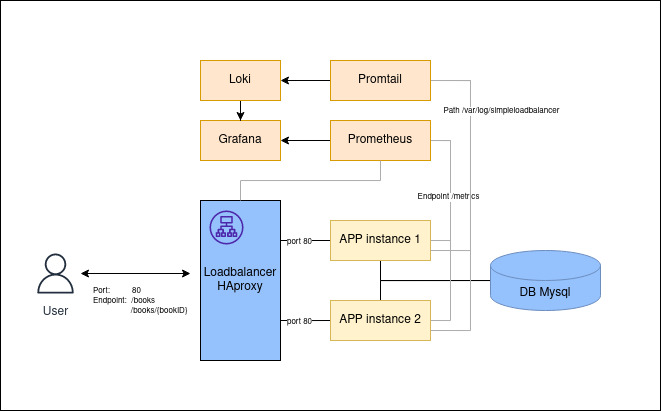 Loki
Promtail
Path /var/log/simpleloadbalancer
Grafana
Prometheus
Endpoint /metrics
Loadbalancer
HAproxy
port 80
APP instance 1
port 80
APP instance 2
DB Mysql
User
Port: 80
Endpoint: /books
/books/{bookID}